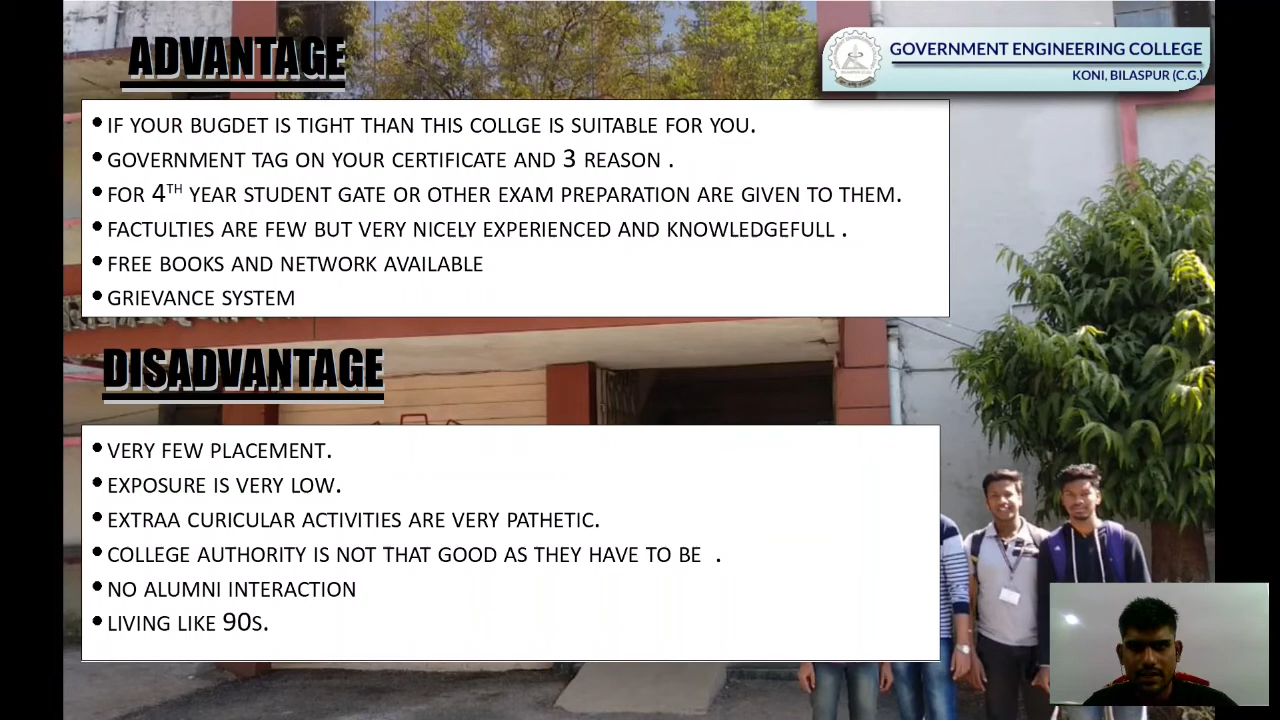 ADVANTAGE
GOVERNMENT ENGINEERING COLLEGE
KONI, BILASPUR (C.G.)
• IF YOUR BUGDET IS TIGHT THAN THIS COLLGE IS SUITABLE FOR YOU.
• GOVERNMENT TAG ON YOUR CERTIFICATE AND 3 REASON .
• FOR 4TH YEAR STUDENT GATE OR OTHER EXAM PREPARATION ARE GIVEN TO THEM.
• FACTULTIES ARE FEW BUT VERY NICELY EXPERIENCED AND KNOWLEDGEFULL .
• FREE BOOKS AND NETWORK AVAILABLE
• GRIEVANCE SYSTEM
DISADVANTAGE
• VERY FEW PLACEMENT.
• EXPOSURE IS VERY LOW.
• EXTRAA CURICULAR ACTIVITIES ARE VERY PATHETIC.
• COLLEGE AUTHORITY IS NOT THAT GOOD AS THEY HAVE TO BE .
• NO ALUMNI INTERACTION
• LIVING LIKE 90S.